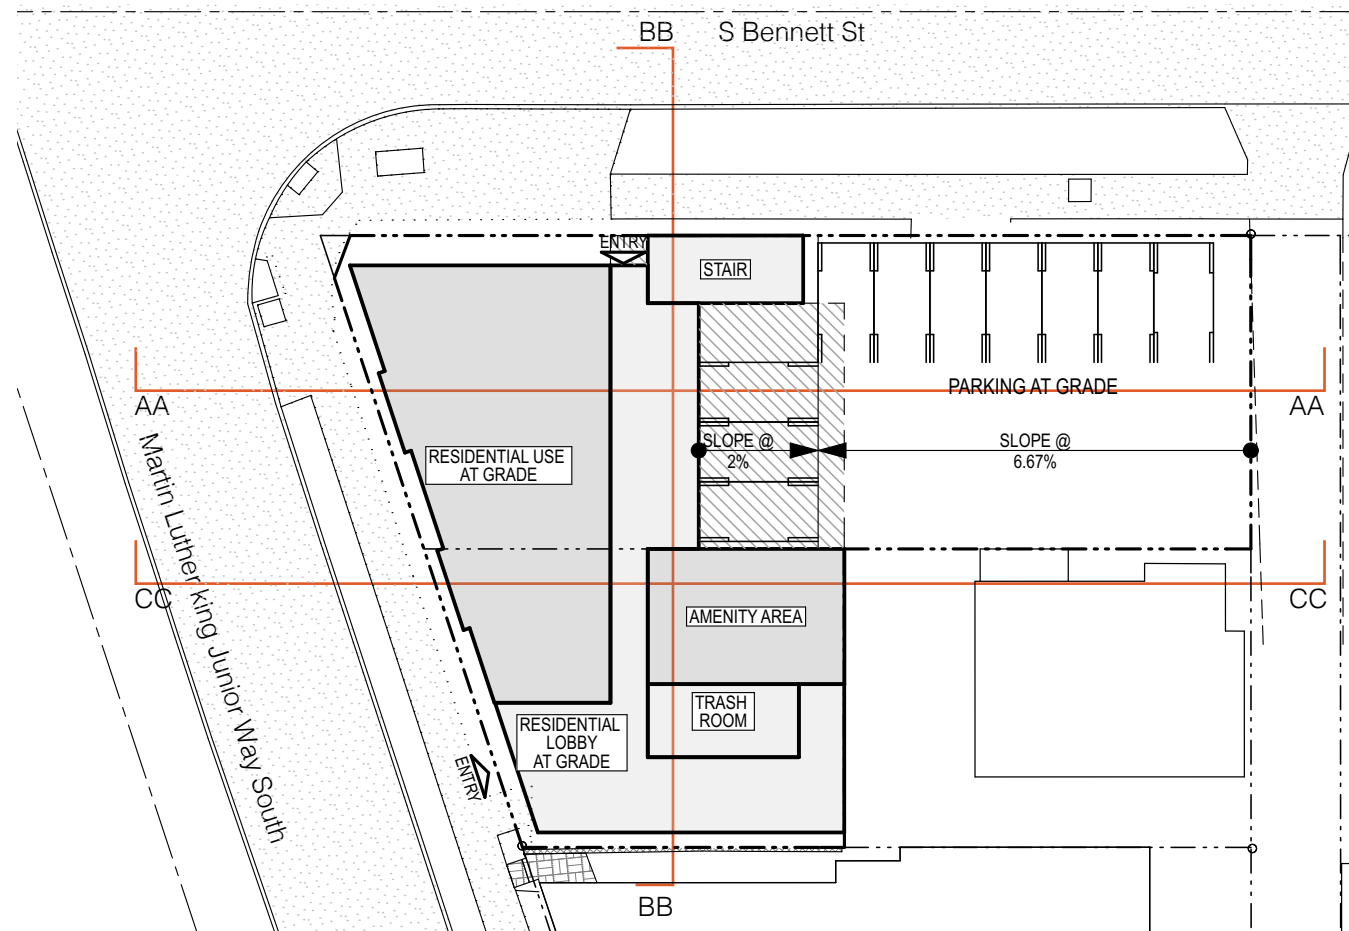 BB
S Bennett St
ENTRY
STAIR
PARKING AT GRADE
AA
AA
SLOPE @
2%
SLOPE @
6.67%
RESIDENTIAL USE
AT GRADE
Martin Luther king Junior Way South
CC
CC
AMENITY AREA
TRASH
ROOM
RESIDENTIAL
LOBBY
AT GRADE
ENTRY
BB